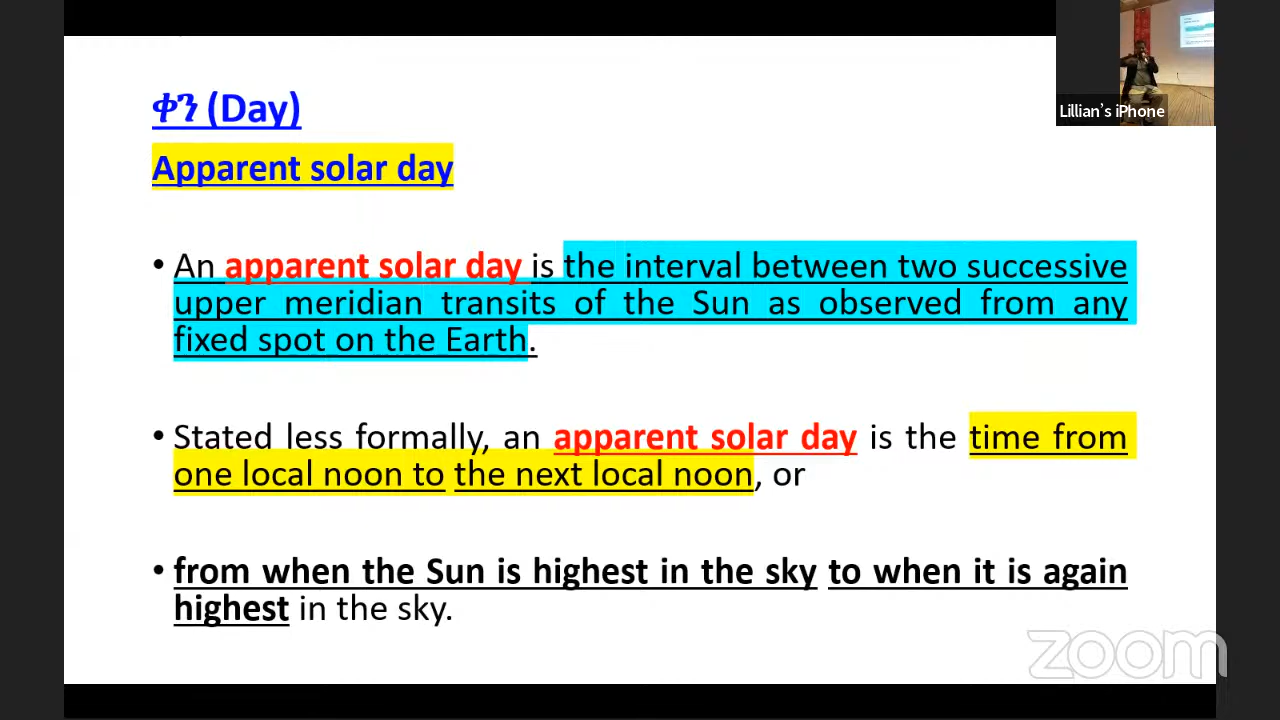 ቀን (Day)
Apparent solar day
• An apparent solar day is the interval between two successive
upper meridian transits of the Sun as observed from any
fixed spot on the Earth.
• Stated less formally, an apparent solar day is the time from
one local noon to the next local noon, or
• from when the Sun is highest in the sky to when it is again
highest in the sky.
Lillian's iPhone
zoom